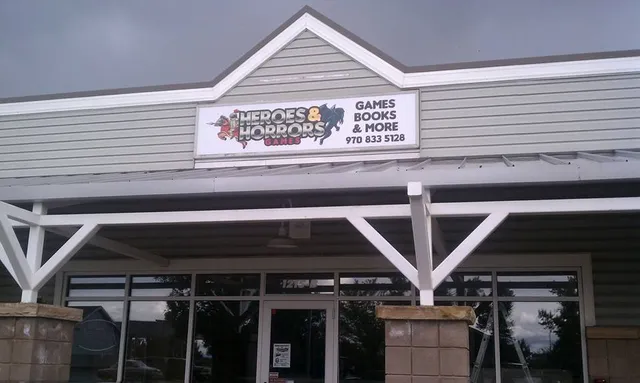 HEROES &
HORRORS
GAMES
GAMES
BOOKS
& MORE
970 833 5128